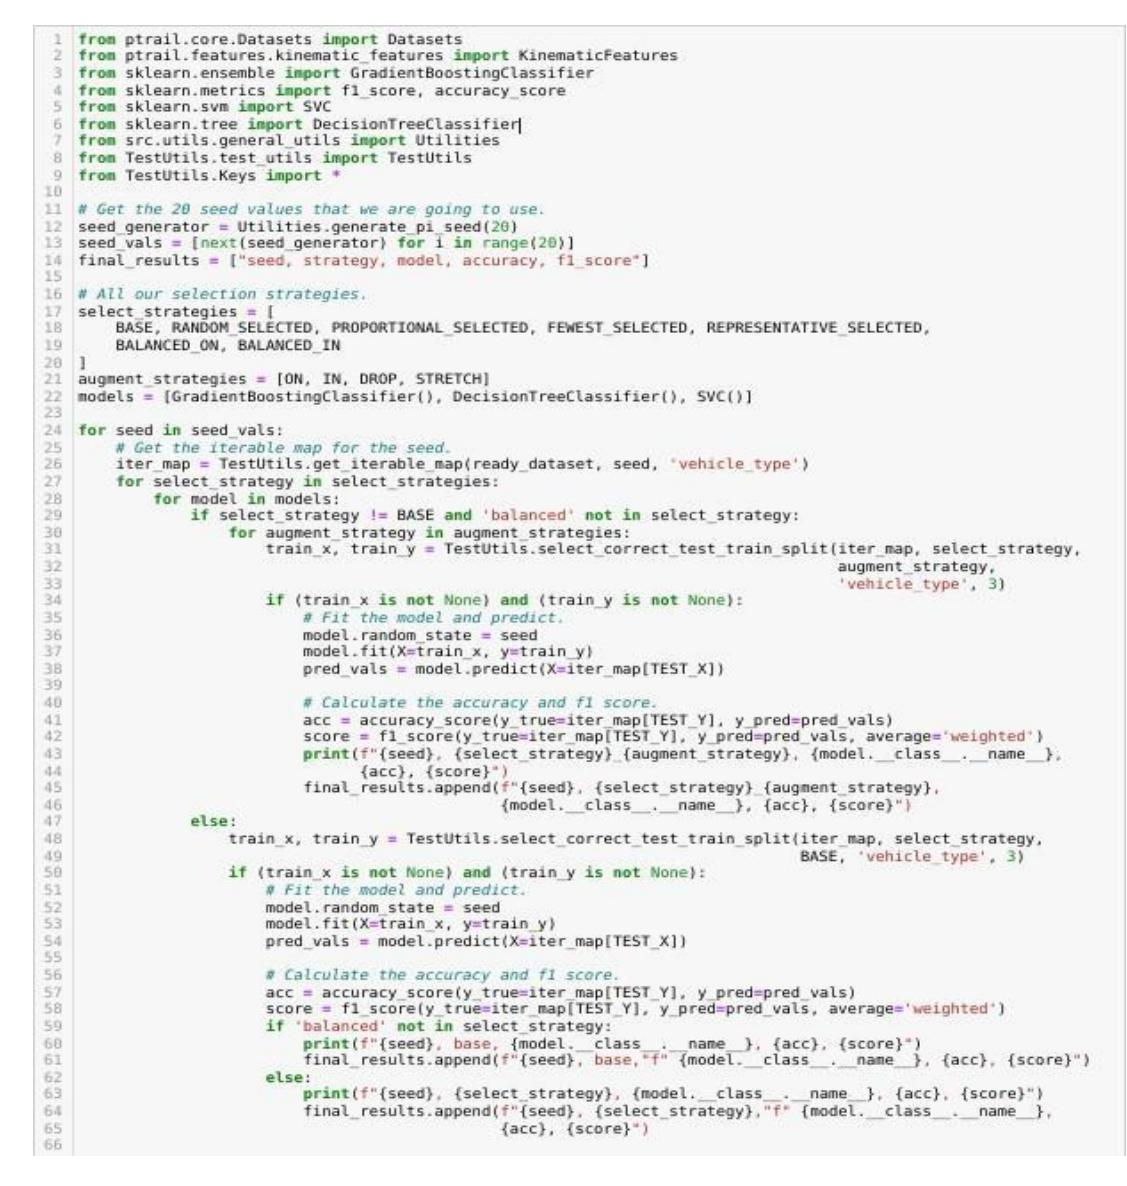 1 from ptrail.core.Datasets import Datasets
2 from ptrail.features.kinematic_features import KinematicFeatures
3 from sklearn.ensemble import GradientBoostingClassifier
4 from sklearn.metrics import f1_score, accuracy_score
5 from sklearn.svm import SVC
6 from sklearn.tree import DecisionTreeClassifier
7 from src.utils.general_utils import Utilities
8 from TestUtils.test_utils import TestUtils
9 from TestUtils.Keys import *
10
11 # Get the 20 seed values that we are going to use.
12 seed_generator = Utilities.generate_pi_seed(20)
13 seed_vals = [next(seed_generator) for i in range(20)]
14 final_results = ["seed, strategy, model, accuracy, f1_score"]
15
16 # All our selection strategies.
17 select_strategies = [
18     BASE, RANDOM_SELECTED, PROPORTIONAL_SELECTED, FEWEST_SELECTED, REPRESENTATIVE_SELECTED,
19     BALANCED_ON, BALANCED_IN
20 ]
21 augment_strategies = [ON, IN, DROP, STRETCH]
22 models = [GradientBoostingClassifier(), DecisionTreeClassifier(), SVC()]
23
24 for seed in seed_vals:
25     # Get the iterable map for the seed.
26     iter_map = TestUtils.get_iterable_map(ready_dataset, seed, 'vehicle_type')
27     for select_strategy in select_strategies:
28         for model in models:
29             if select_strategy != BASE and 'balanced' not in select_strategy:
30                 for augment_strategy in augment_strategies:
31                     train_x, train_y = TestUtils.select_correct_test_train_split(iter_map, select_strategy,
32                                                                                  augment_strategy,
33                                                                                  'vehicle_type', 3)
34                     if (train_x is not None) and (train_y is not None):
35                         # Fit the model and predict.
36                         model.random_state = seed
37                         model.fit(X=train_x, y=train_y)
38                         pred_vals = model.predict(X=iter_map[TEST_X])
39
40                         # Calculate the accuracy and f1 score.
41                         acc = accuracy_score(y_true=iter_map[TEST_Y], y_pred=pred_vals)
42                         score = f1_score(y_true=iter_map[TEST_Y], y_pred=pred_vals, average='weighted')
43                         print(f"{seed}, {select_strategy}_{augment_strategy}, {model.__class__.__name__},
44                               {acc}, {score}")
45                         final_results.append(f"{seed}, {select_strategy}_{augment_strategy},
46                                              {model.__class__.__name__}, {acc}, {score}")
47             else:
48                 train_x, train_y = TestUtils.select_correct_test_train_split(iter_map, select_strategy,
49                                                                              BASE, 'vehicle_type', 3)
50                 if (train_x is not None) and (train_y is not None):
51                     # Fit the model and predict.
52                     model.random_state = seed
53                     model.fit(X=train_x, y=train_y)
54                     pred_vals = model.predict(X=iter_map[TEST_X])
55
56                     # Calculate the accuracy and f1 score.
57                     acc = accuracy_score(y_true=iter_map[TEST_Y], y_pred=pred_vals)
58                     score = f1_score(y_true=iter_map[TEST_Y], y_pred=pred_vals, average='weighted')
59                     if 'balanced' not in select_strategy:
60                         print(f"{seed}, base, {model.__class__.__name__}, {acc}, {score}")
61                         final_results.append(f"{seed}, base,"f" {model.__class__.__name__}, {acc}, {score}")
62                     else:
63                         print(f"{seed}, {select_strategy}, {model.__class__.__name__}, {acc}, {score}")
64                         final_results.append(f"{seed}, {select_strategy},"f" {model.__class__.__name__},
65                                              {acc}, {score}")
66